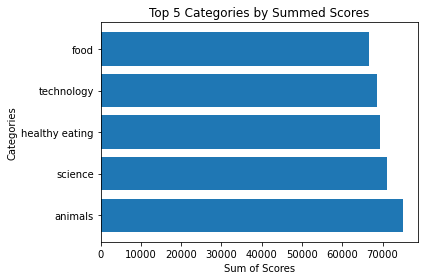 Top 5 Categories by Summed Scores
food
technology
healthy eating
science
animals
Categories
0 10000 20000 30000 40000 50000 60000 70000
Sum of Scores